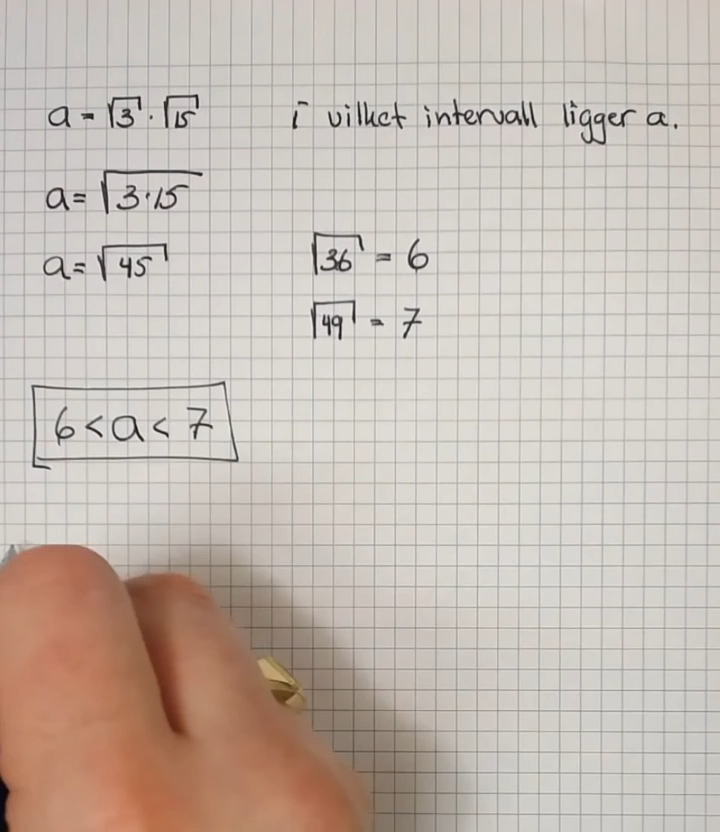 a = √3 · √15 i vilket intervall ligger a.
a = √3·15
a = √45 √36 = 6
√49 = 7
6 < a < 7